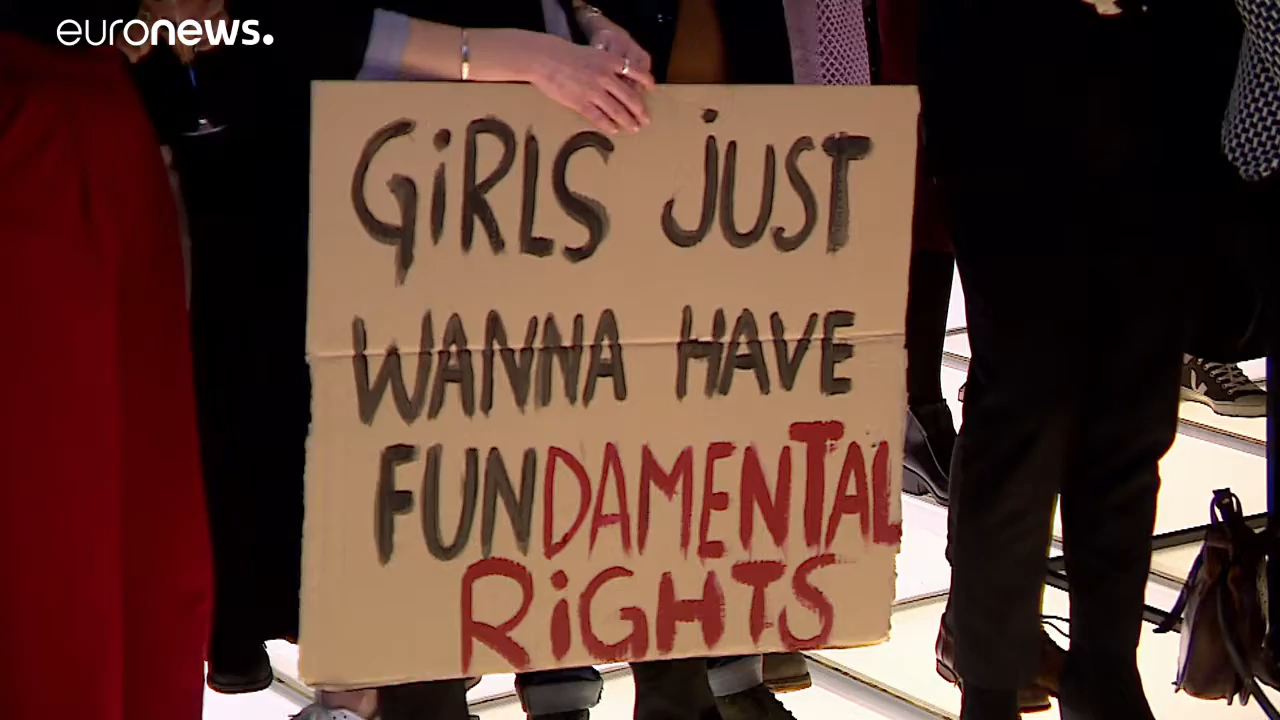 euronews.
GiRLS JUST
WANNA HAVE
FUNDAMENTAL
RiGHTS